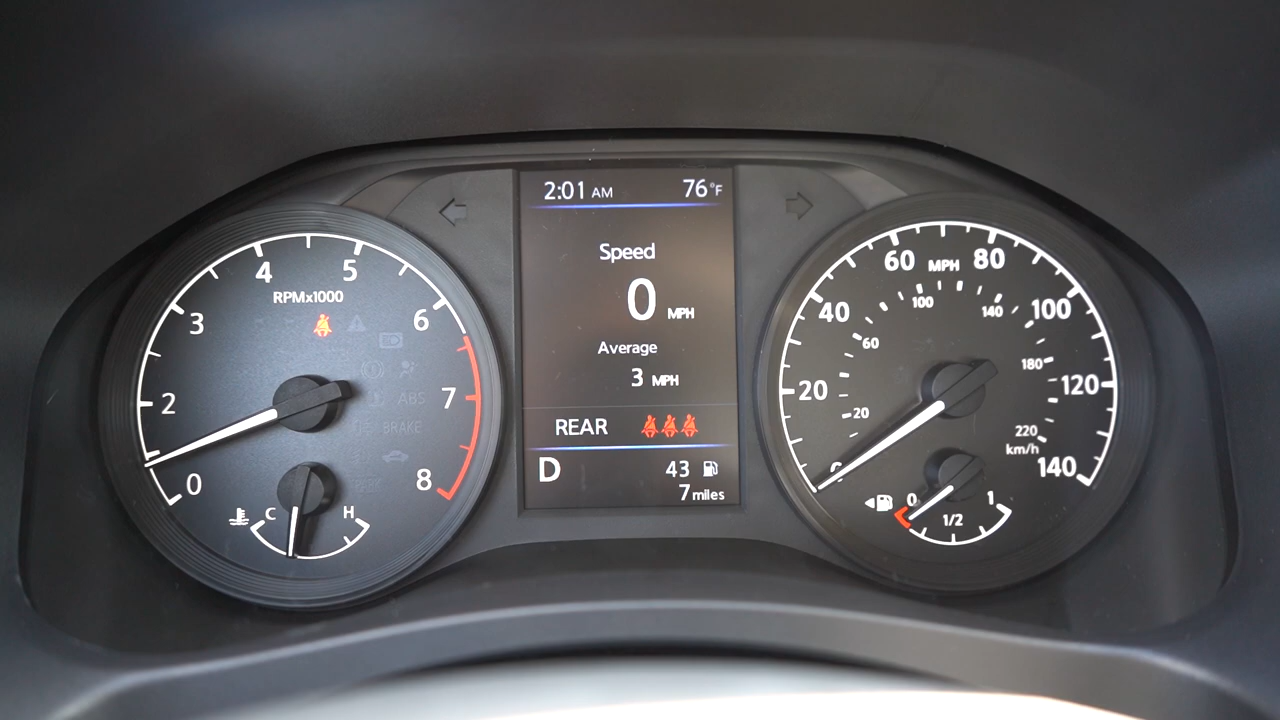 2:01 AM 76°F
Speed
0 MPH
Average
3 MPH
REAR
D 43
7 miles
RPMx1000
0 2 3 4 5 6 7 8
ABS
BRAKE
C H
MPH
0 20 40 60 80 100 120 140
20 60 100 140 180 220
km/h
0 1/2 1